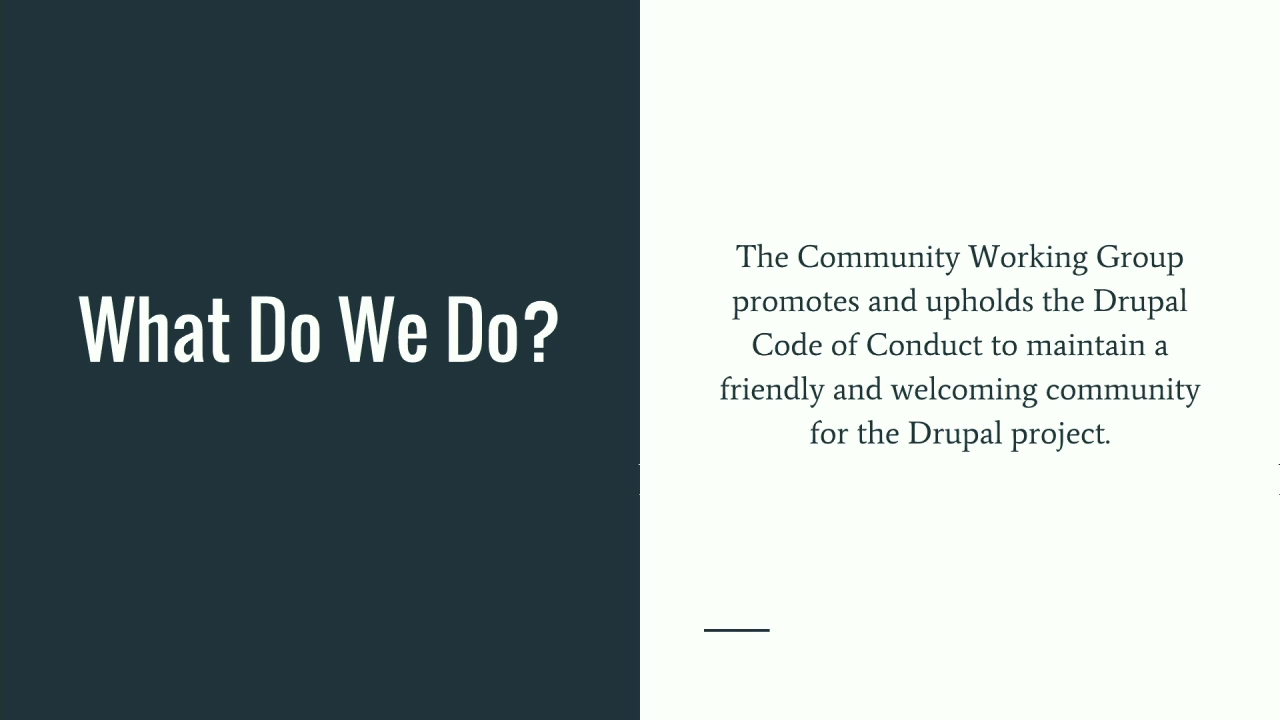 What Do We Do?
The Community Working Group
promotes and upholds the Drupal
Code of Conduct to maintain a
friendly and welcoming community
for the Drupal project.